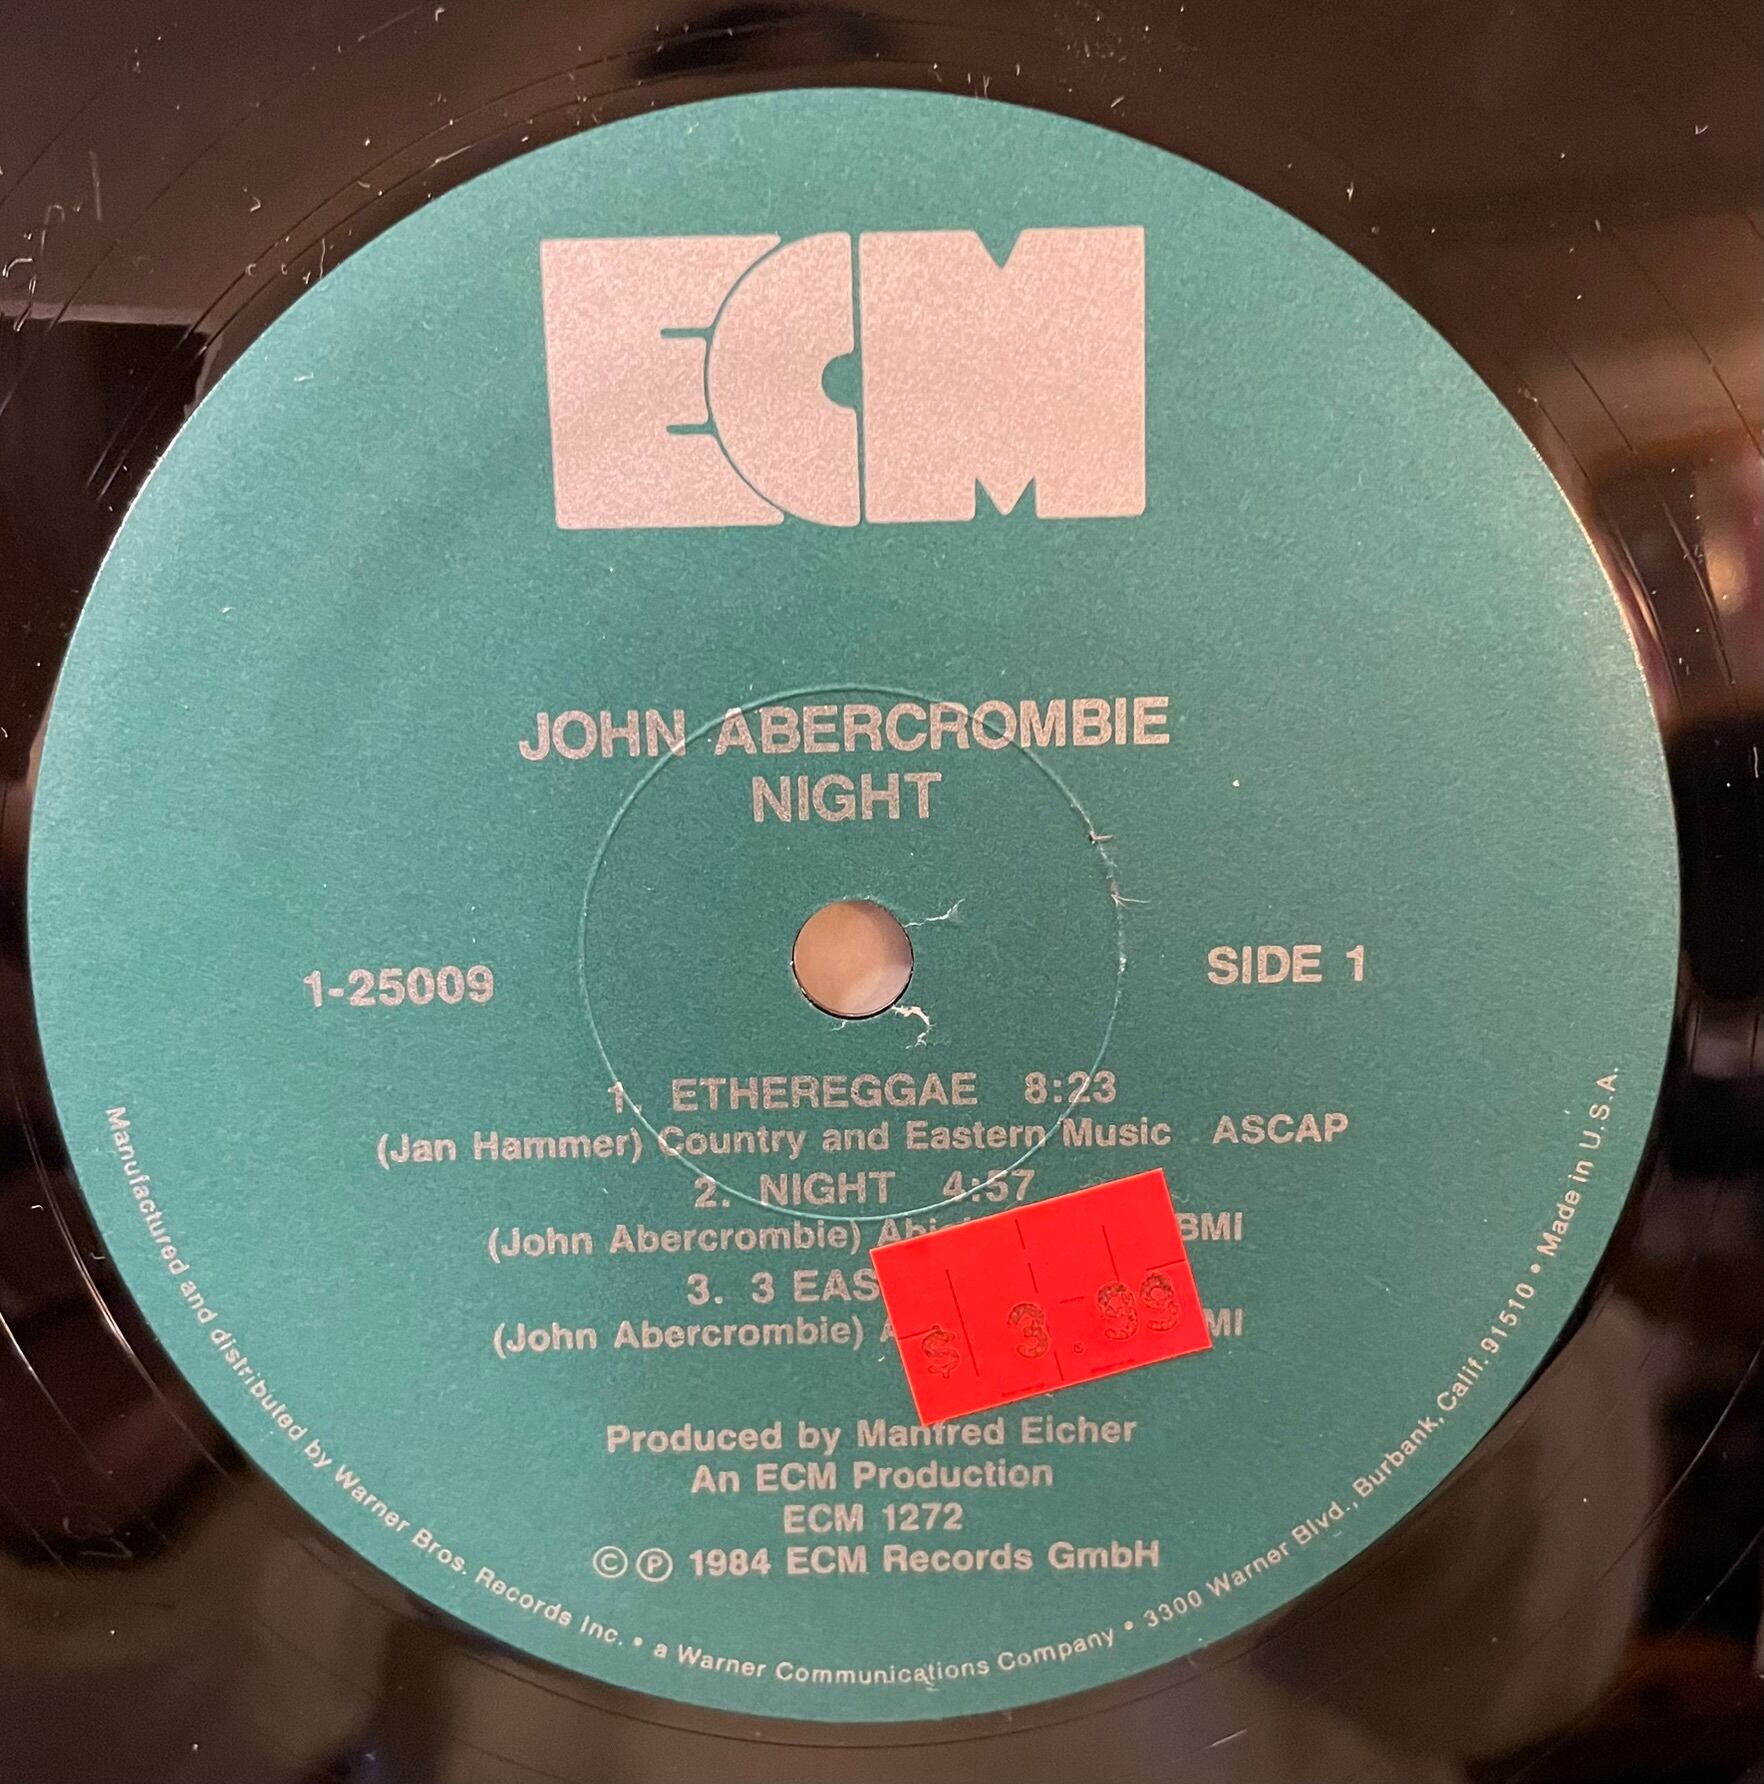 ECM
JOHN ABERCROMBIE
NIGHT
1-25009
SIDE 1
1. ETHEREGGAE 8:23
(Jan Hammer) Country and Eastern Music ASCAP
2. NIGHT 4:57
(John Abercrombie) BMI
3. 3
(John Abercrombie)
$ 3.99
Produced by Manfred Eicher
An ECM Production
ECM 1272
© ℗ 1984 ECM Records GmbH
Manufactured and distributed by Warner Bros. Records Inc. • a Warner Communications Company • 3300 Warner Blvd., Burbank, Calif. 91510 • Made in U.S.A.